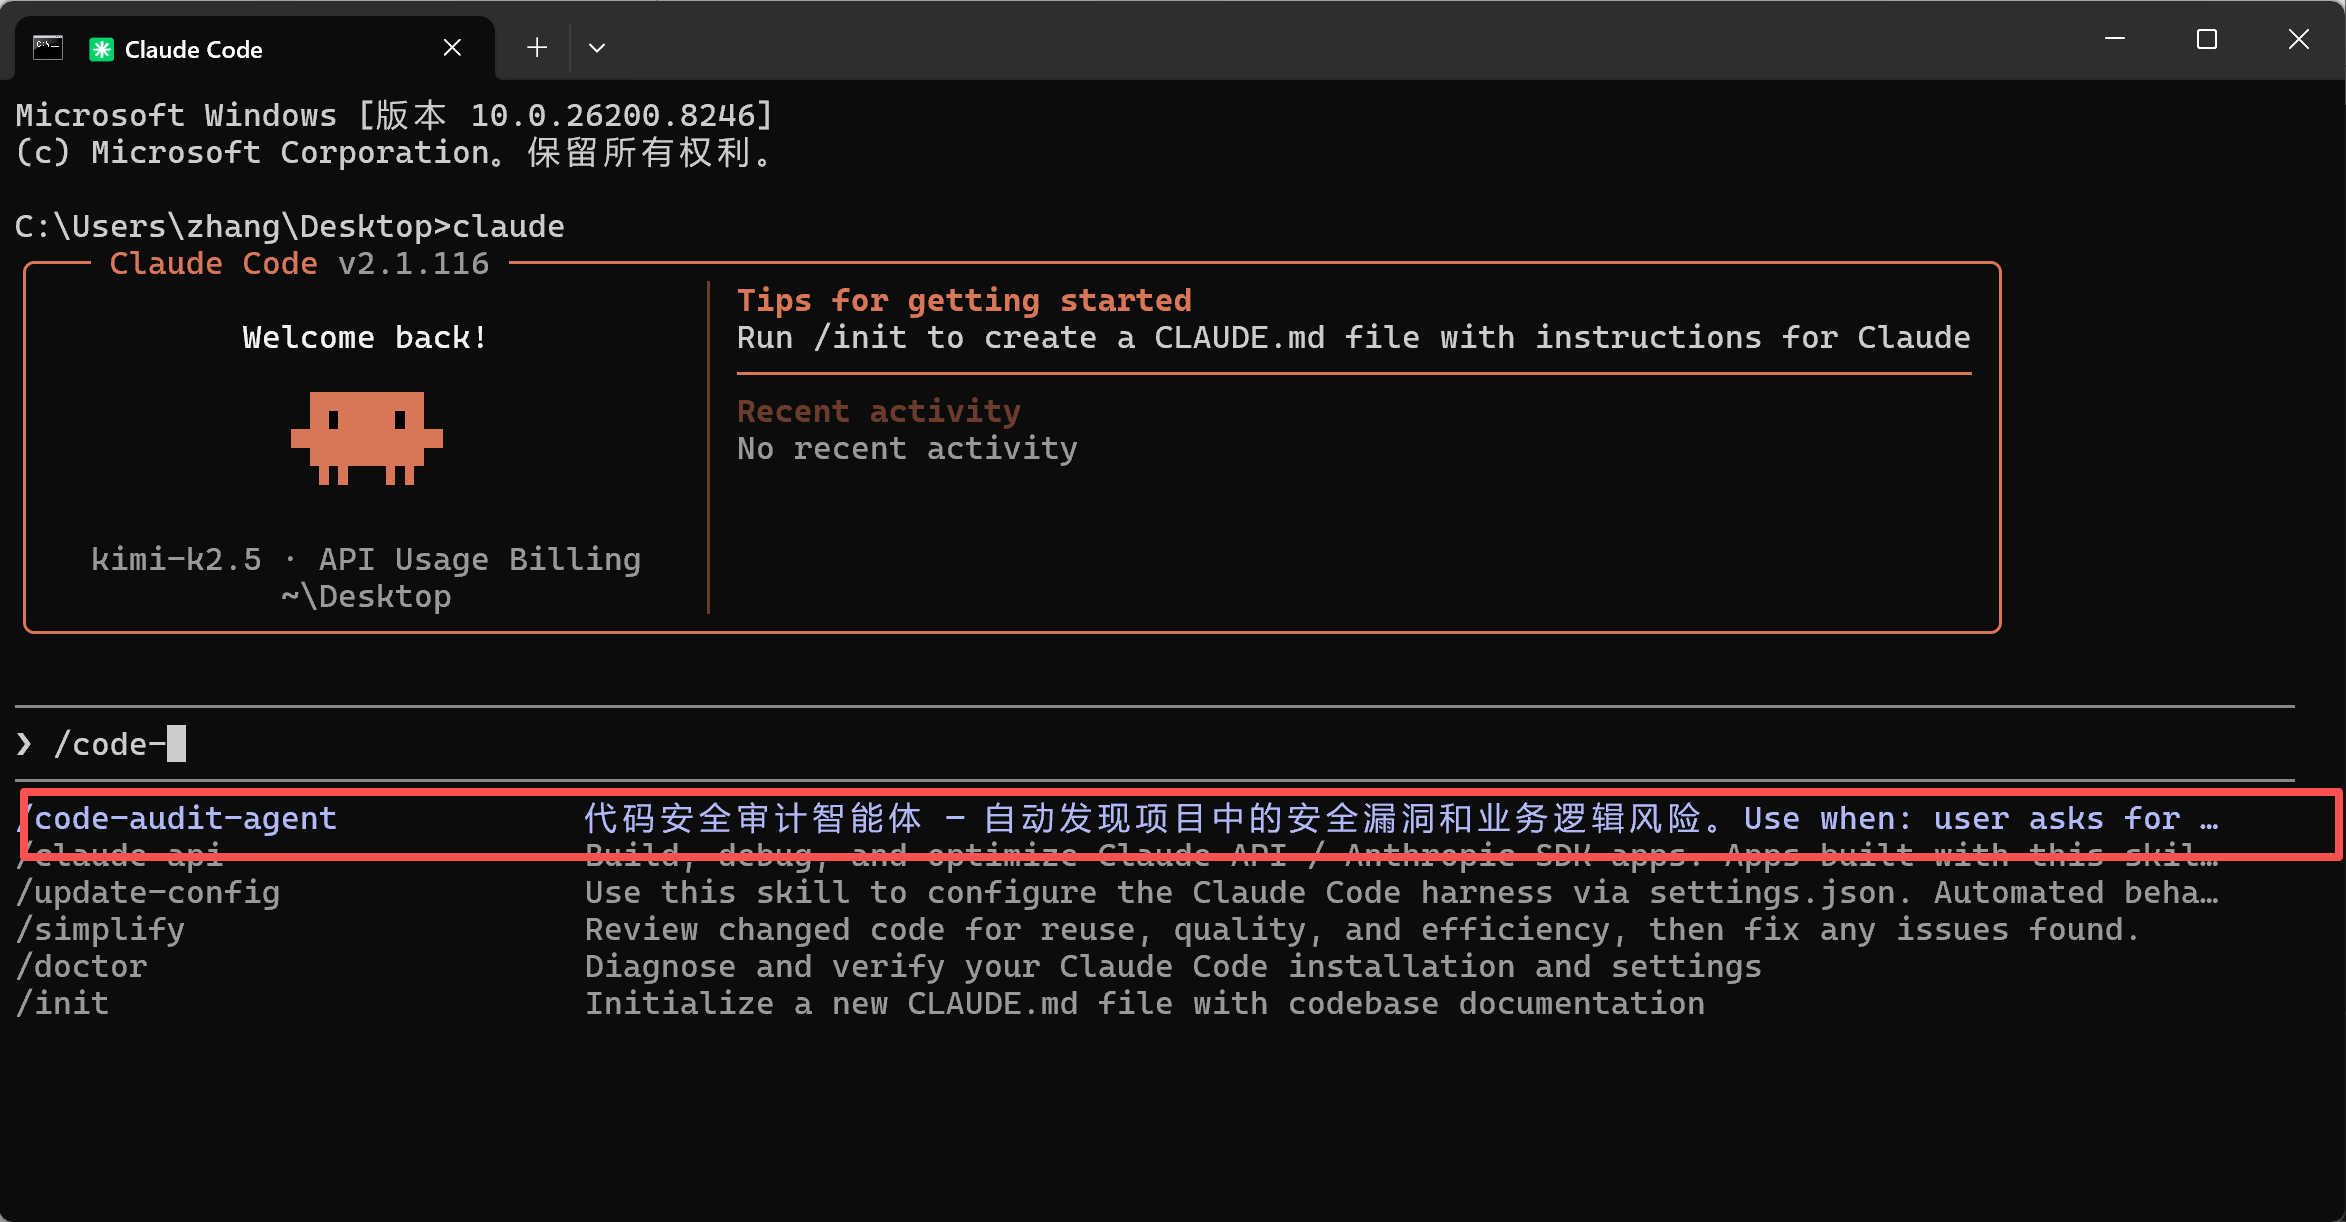 Claude Code
Microsoft Windows [版本 10.0.26200.8246]
(c) Microsoft Corporation。保留所有权利。
C:\Users\zhang\Desktop>claude
Claude Code v2.1.116
Welcome back!
kimi-k2.5 · API Usage Billing
~\Desktop
Tips for getting started
Run /init to create a CLAUDE.md file with instructions for Claude
Recent activity
No recent activity
❯ /code-
/code-audit-agent 代码安全审计智能体 - 自动发现项目中的安全漏洞和业务逻辑风险。Use when: user asks for …
/claude-api Build, debug, and optimize Claude API / Anthropic SDK apps. Apps built with this skil…
/update-config Use this skill to configure the Claude Code harness via settings.json. Automated beha…
/simplify Review changed code for reuse, quality, and efficiency, then fix any issues found.
/doctor Diagnose and verify your Claude Code installation and settings
/init Initialize a new CLAUDE.md file with codebase documentation